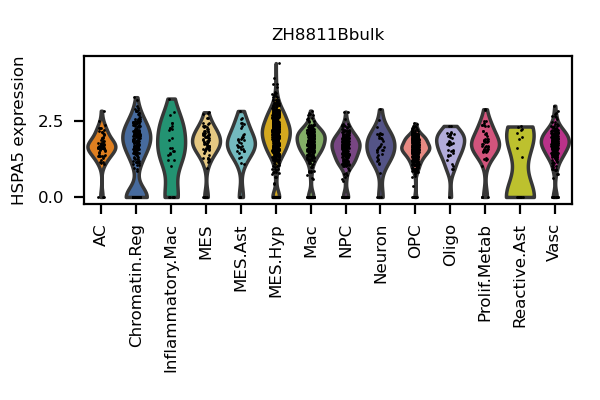 ZH8811Bbulk
HSPA5 expression
2.5
0.0
AC
Chromatin.Reg
Inflammatory.Mac
MES
MES.Ast
MES.Hyp
Mac
NPC
Neuron
OPC
Oligo
Prolif.Metab
Reactive.Ast
Vasc